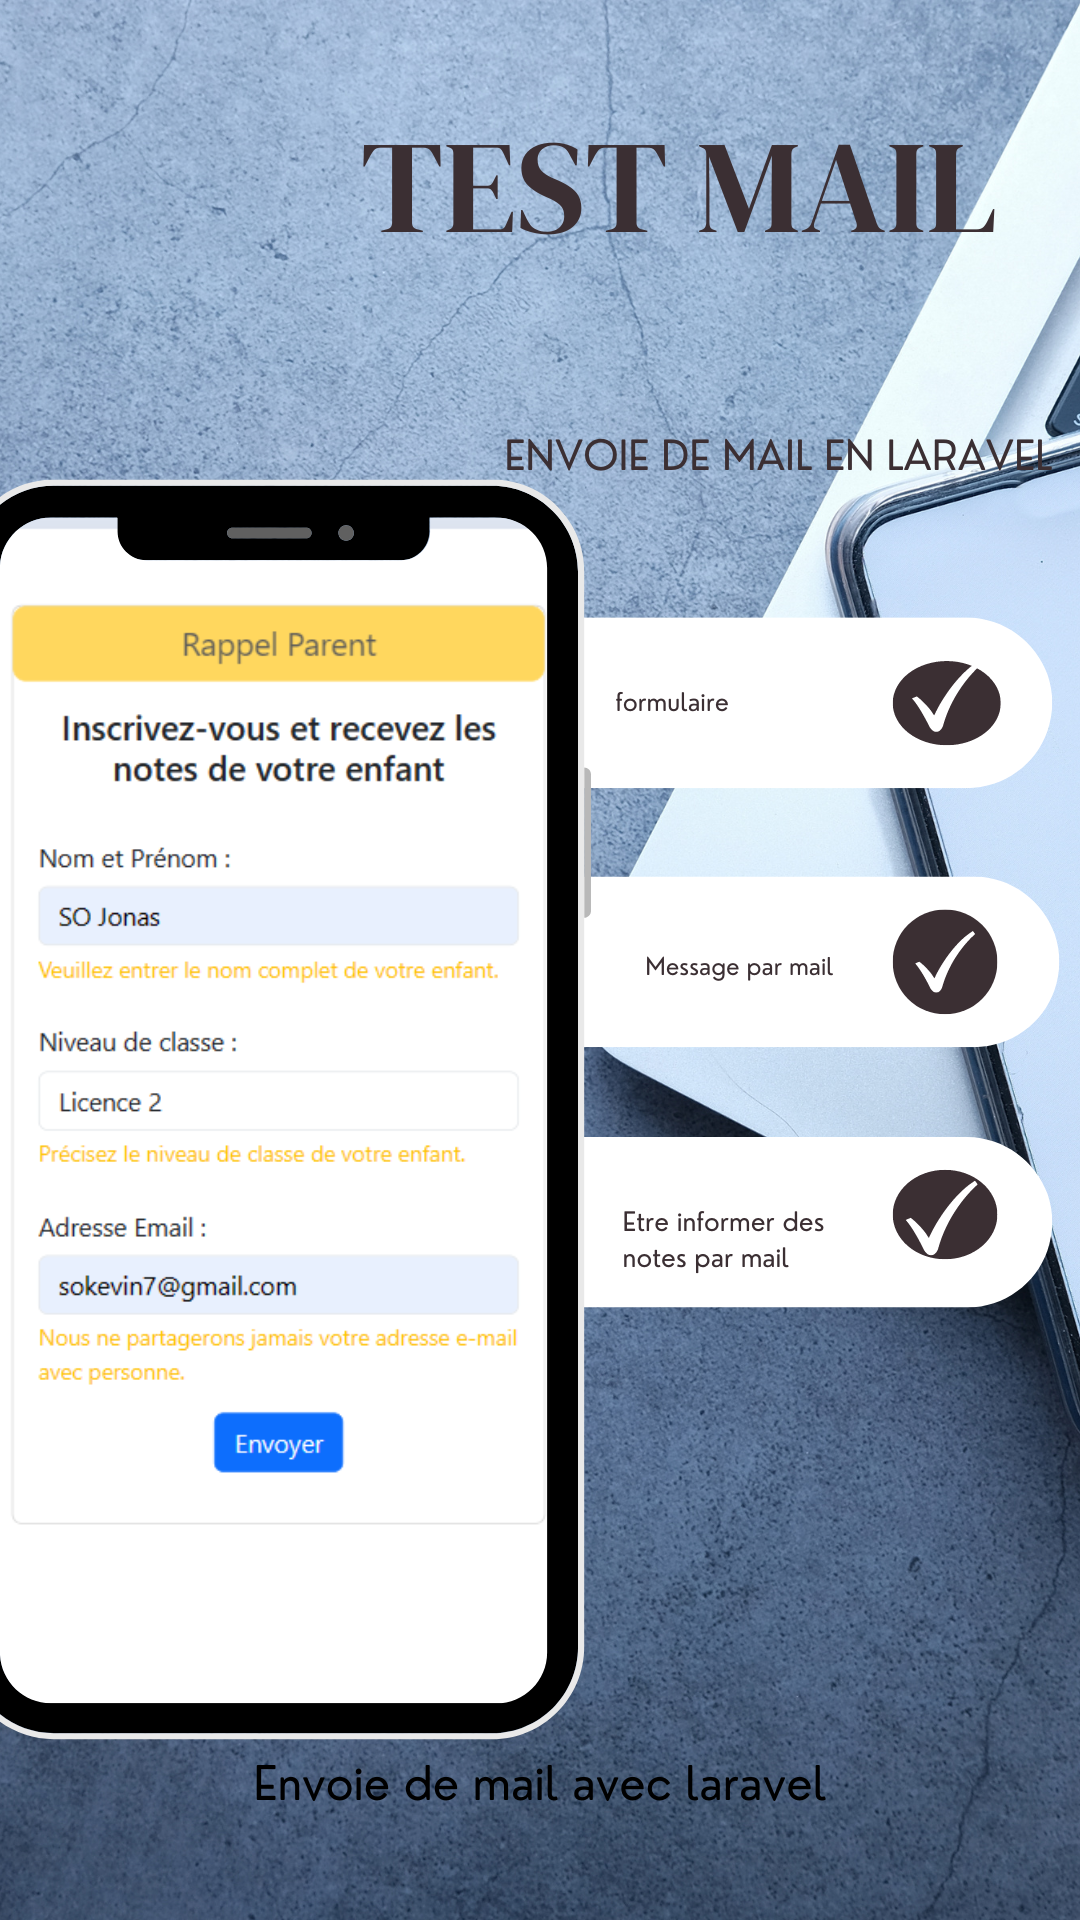 TEST MAIL
ENVOIE DE MAIL EN LARAVEL
Rappel Parent
Inscrivez-vous et recevez les
notes de votre enfant
Nom et Prénom :
SO Jonas
Veuillez entrer le nom complet de votre enfant.
Niveau de classe :
Licence 2
Précisez le niveau de classe de votre enfant.
Adresse Email :
sokevin7@gmail.com
Nous ne partagerons jamais votre adresse e-mail
avec personne.
Envoyer
formulaire
Message par mail
Etre informer des
notes par mail
Envoie de mail avec laravel